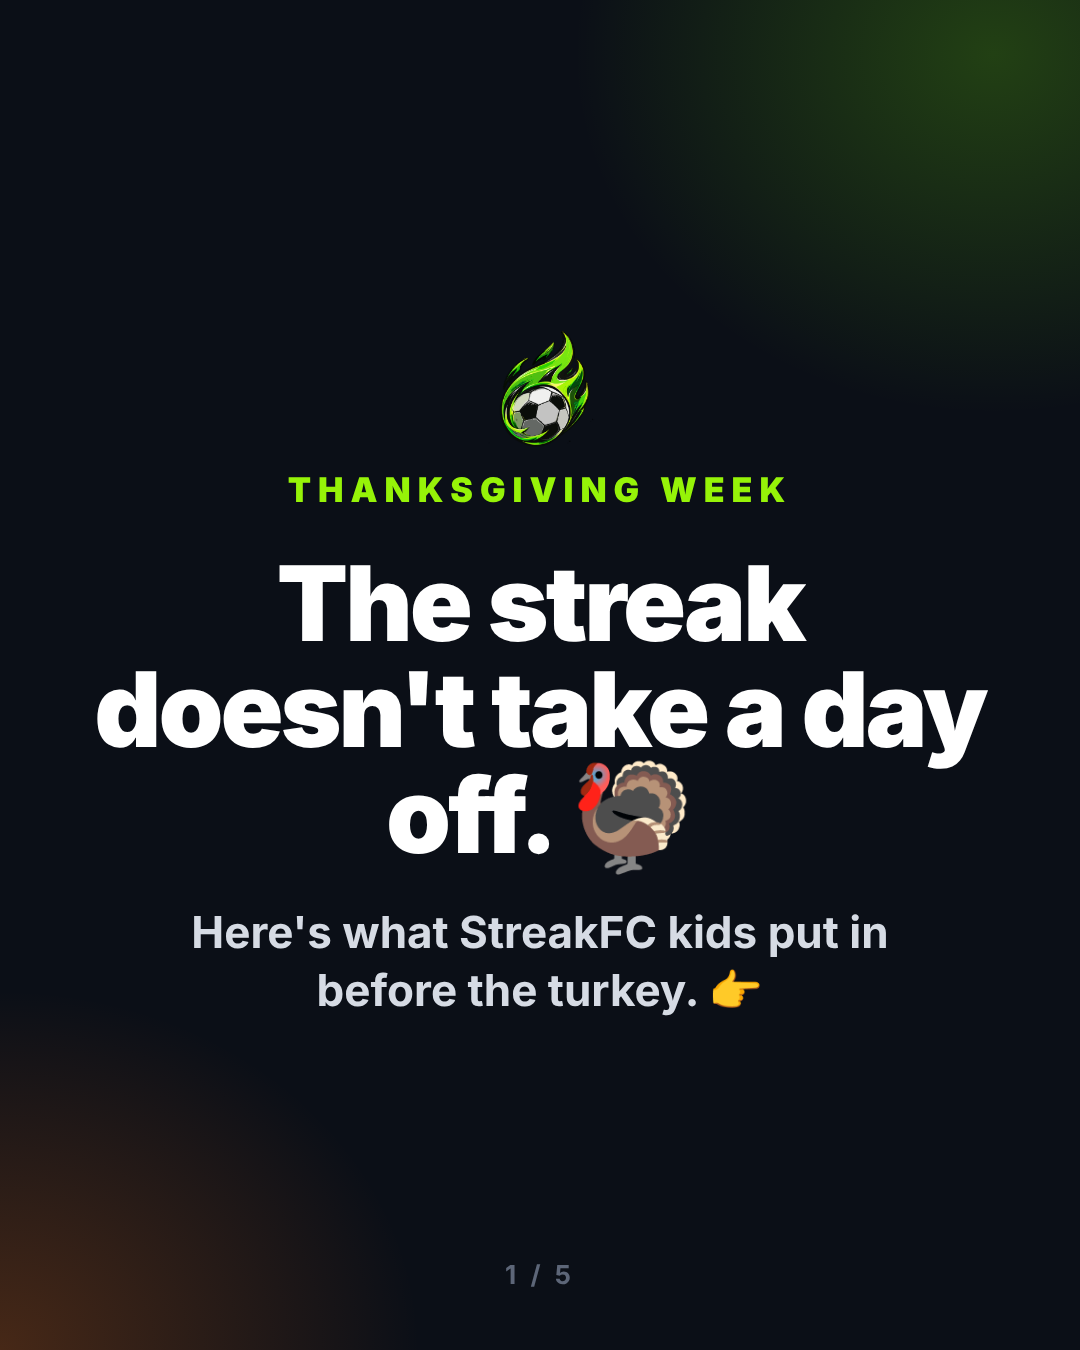 THANKSGIVING WEEK
The streak
doesn't take a day
off. 🦃
Here's what StreakFC kids put in
before the turkey. 👉
1 / 5